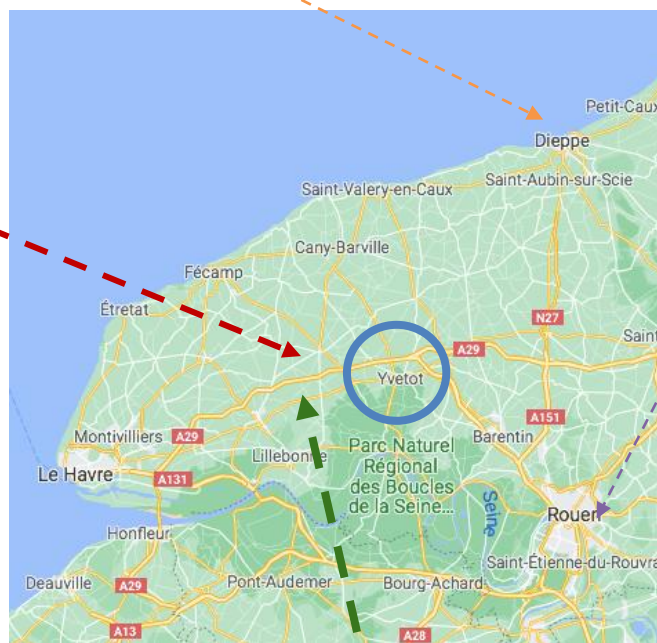 Petit-Caux
Dieppe
Saint-Aubin-sur-Scie
Saint-Valery-en-Caux
Cany-Barville
Fécamp
Étretat
N27
Saint
A29
Yvetot
A151
Montivilliers
A29
Barentin
Lillebonne
Parc Naturel
Régional
des Boucles
de la Seine...
Le Havre
A131
Seine
Rouen
Honfleur
Saint-Étienne-du-Rouvra
Deauville
A29
Pont-Audemer
Bourg-Achard
A13
A28